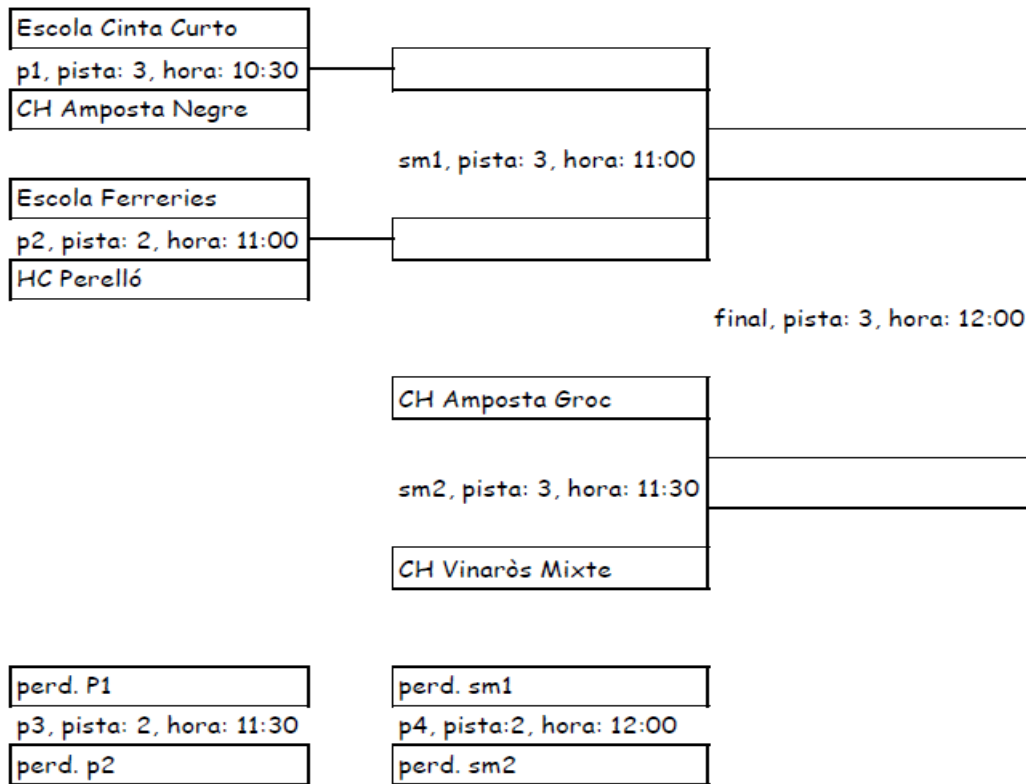 Escola Cinta Curto
p1, pista: 3, hora: 10:30
CH Amposta Negre
sm1, pista: 3, hora: 11:00
Escola Ferreries
p2, pista: 2, hora: 11:00
HC Perelló
final, pista: 3, hora: 12:00
CH Amposta Groc
sm2, pista: 3, hora: 11:30
CH Vinaròs Mixte
perd. P1
p3, pista: 2, hora: 11:30
perd. p2
perd. sm1
p4, pista:2, hora: 12:00
perd. sm2